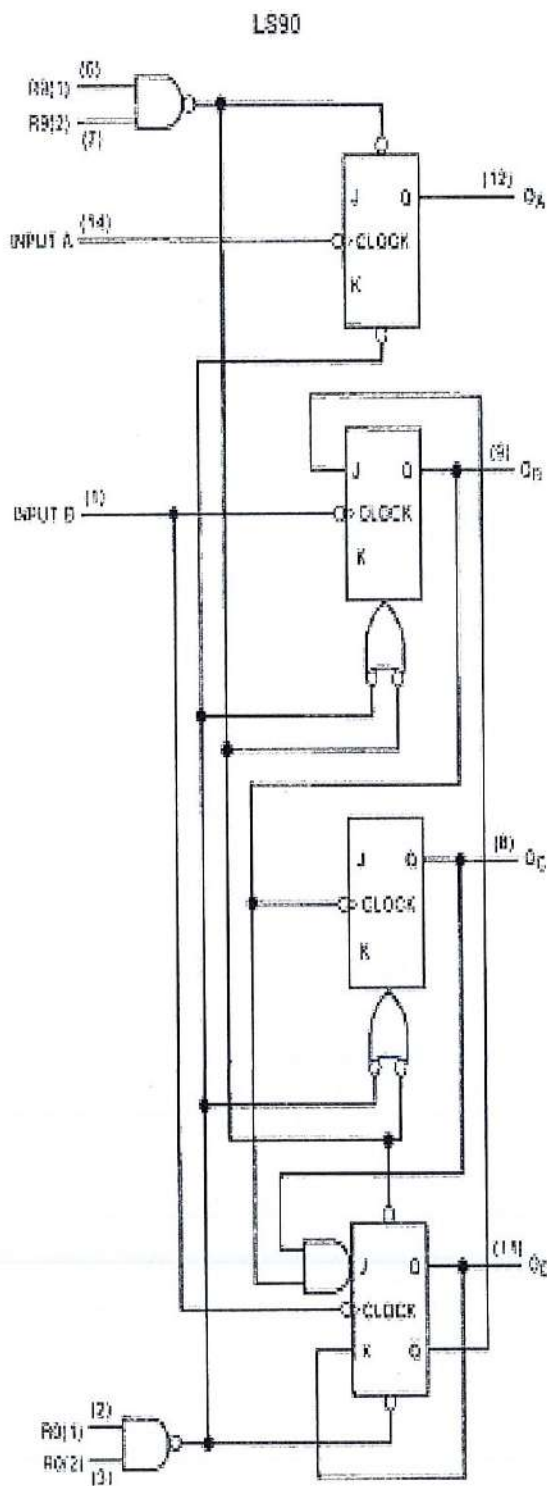 LS90
(6)
R9(1)
R9(2)
(7)
(12)
J Q QA
(14)
INPUT A CLOCK
K
(9)
J Q QB
(1)
INPUT B CLOCK
K
(8)
J Q QC
CLOCK
K
(11)
J Q QD
CLOCK
K Q
(2)
R0(1)
R0(2)
(3)